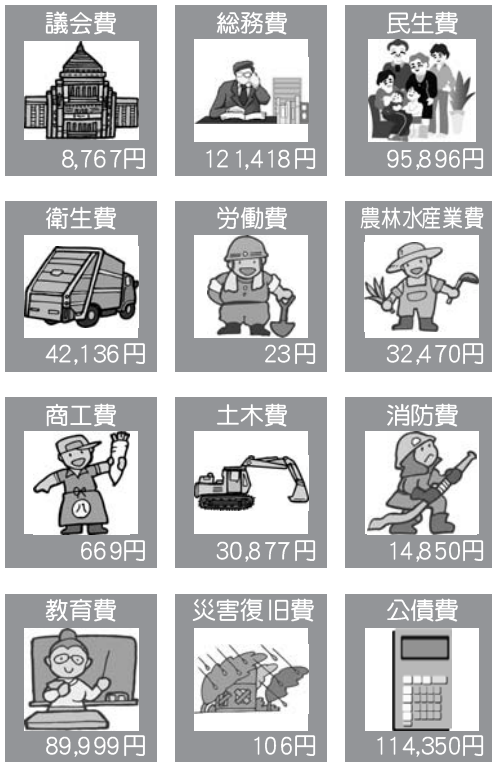 議会費
8,767円
総務費
121,418円
民生費
95,896円
衛生費
42,136円
労働費
23円
農林水産業費
32,470円
商工費
八
669円
土木費
30,877円
消防費
14,850円
教育費
89,999円
災害復旧費
106円
公債費
114,350円